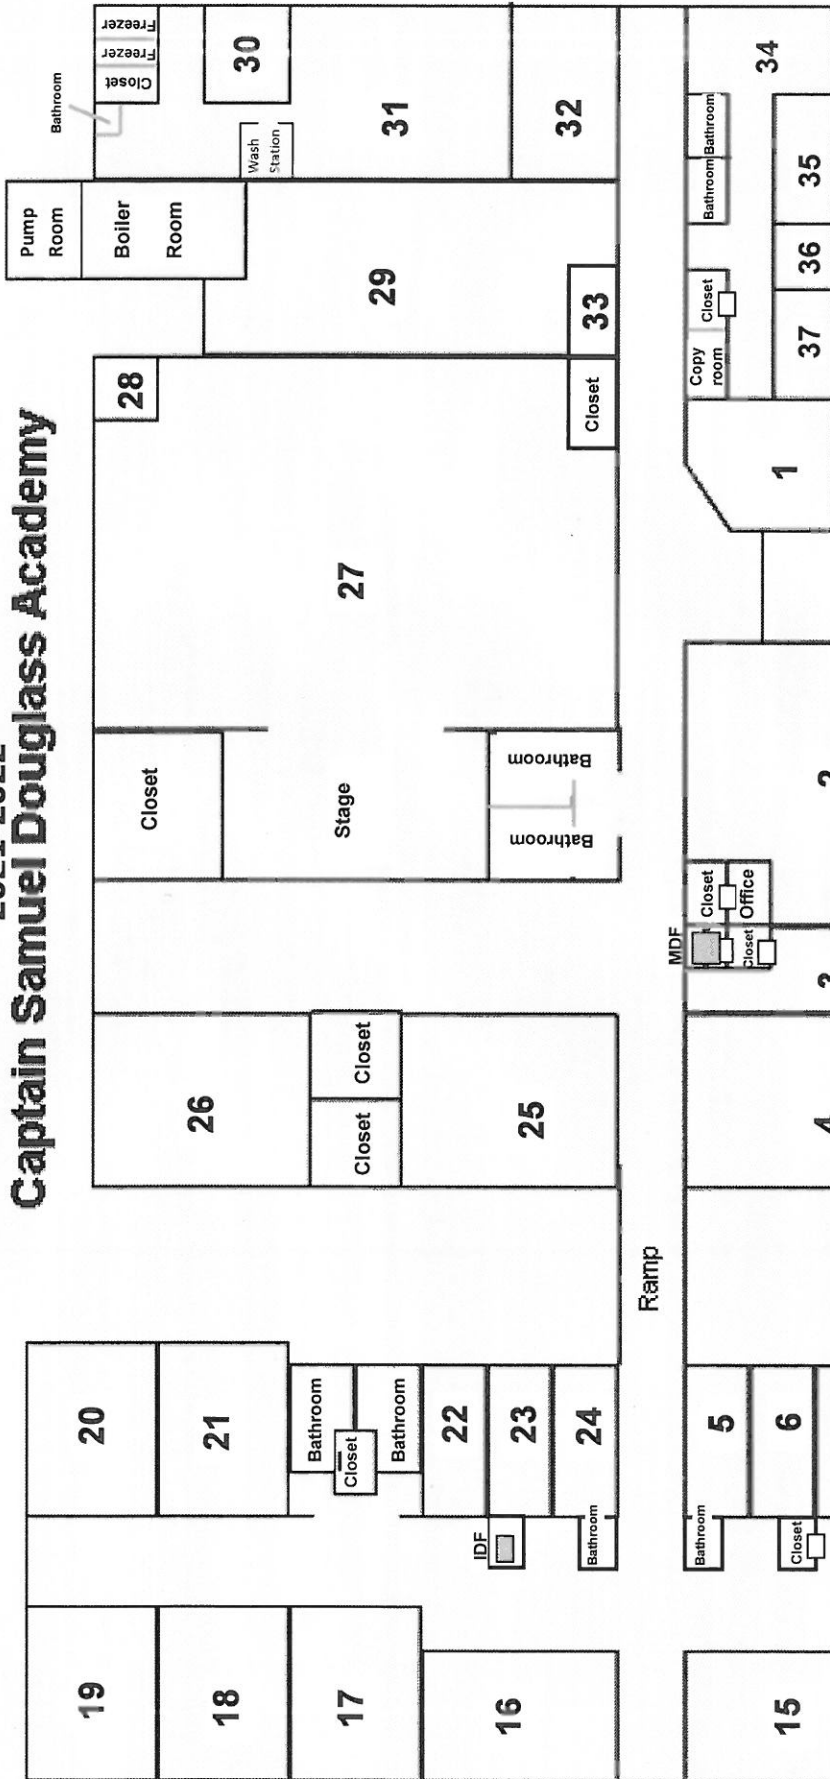 Captain Samuel Douglass Academy
19
18
17
16
15
20
21
Bathroom
Closet
Bathroom
22
23
24
IDF
Bathroom
Bathroom
Closet
5
6
Ramp
26
Closet
Closet
25
4
Closet
Stage
Bathroom
Bathroom
MDF
Closet
Closet
Office
27
28
Closet
1
Pump
Room
Boiler
Room
29
33
Copy
room
Closet
37
36
35
34
Bathroom
Bathroom
Bathroom
Closet
Freezer
Freezer
30
Wash
Station
31
32